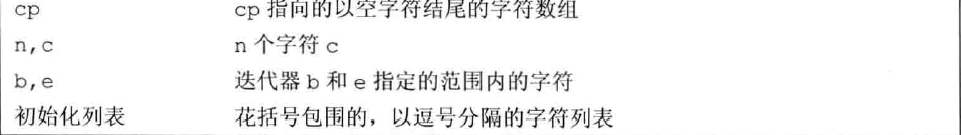 cp cp 指向的以空字符结尾的字符数组
n,c n 个字符 c
b,e 迭代器 b 和 e 指定的范围内的字符
初始化列表 花括号包围的，以逗号分隔的字符列表